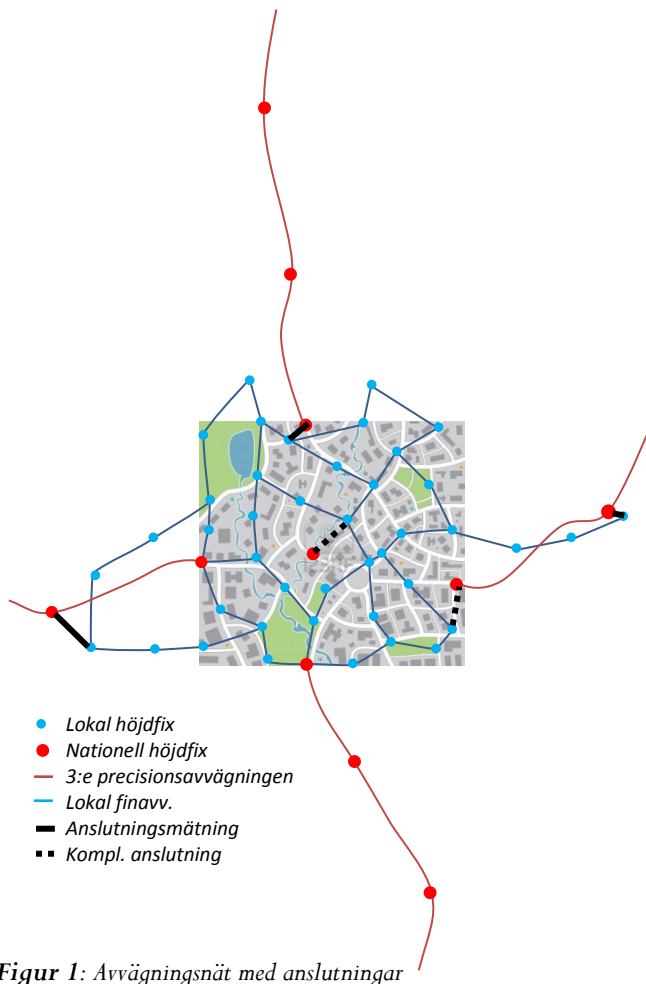 Lokal höjdfix
Nationell höjdfix
3:e precisionsavvägningen
Lokal finavv.
Anslutningsmätning
Kompl. anslutning
Figur 1: Avvägningsnät med anslutningar